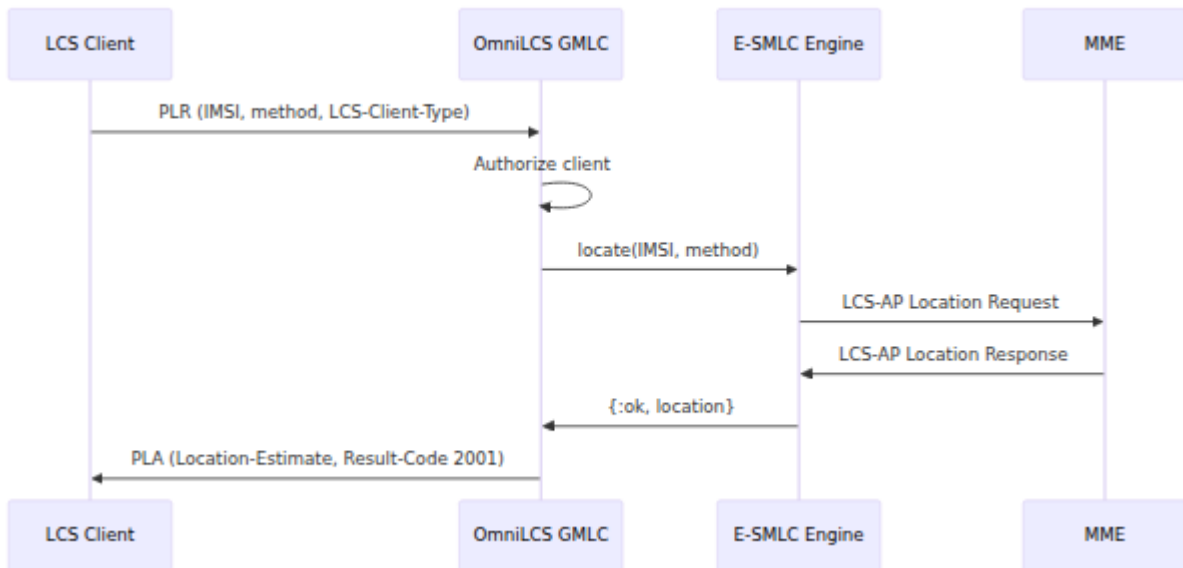 LCS Client
OmniLCS GMLC
E-SMLC Engine
MME
PLR (IMSI, method, LCS-Client-Type)
Authorize client
locate(IMSI, method)
LCS-AP Location Request
LCS-AP Location Response
{:ok, location}
PLA (Location-Estimate, Result-Code 2001)
LCS Client
OmniLCS GMLC
E-SMLC Engine
MME